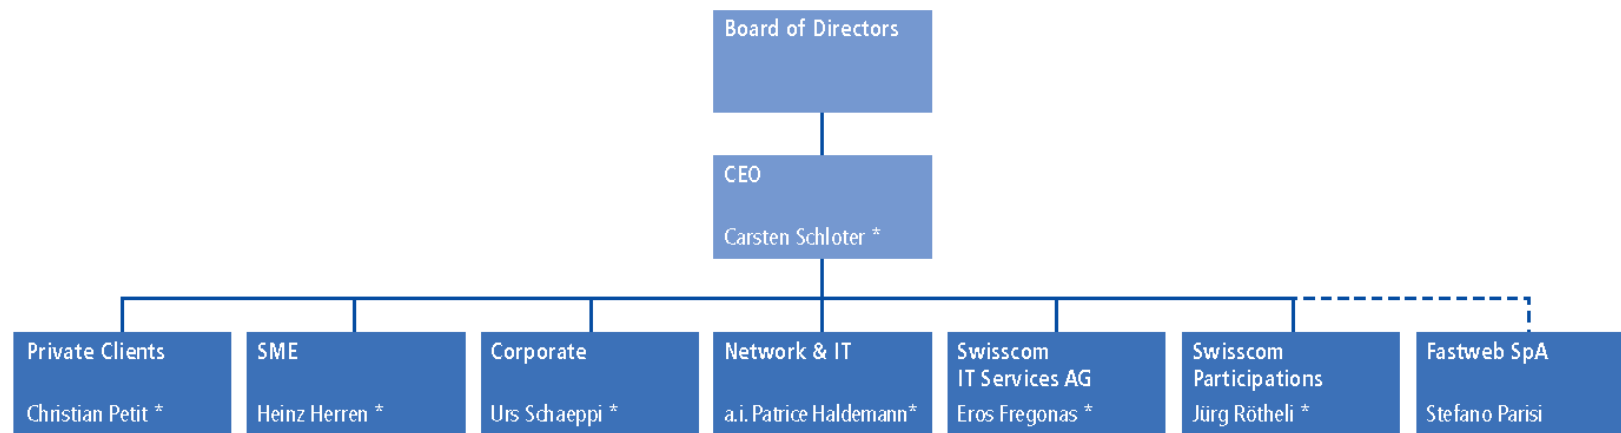 Board of Directors
CEO
Carsten Schloter *
Private Clients
Christian Petit *
SME
Heinz Herren *
Corporate
Urs Schaeppi *
Network & IT
a.i. Patrice Haldemann*
Swisscom
IT Services AG
Eros Fregonas *
Swisscom
Participations
Jürg Rötheli *
Fastweb SpA
Stefano Parisi